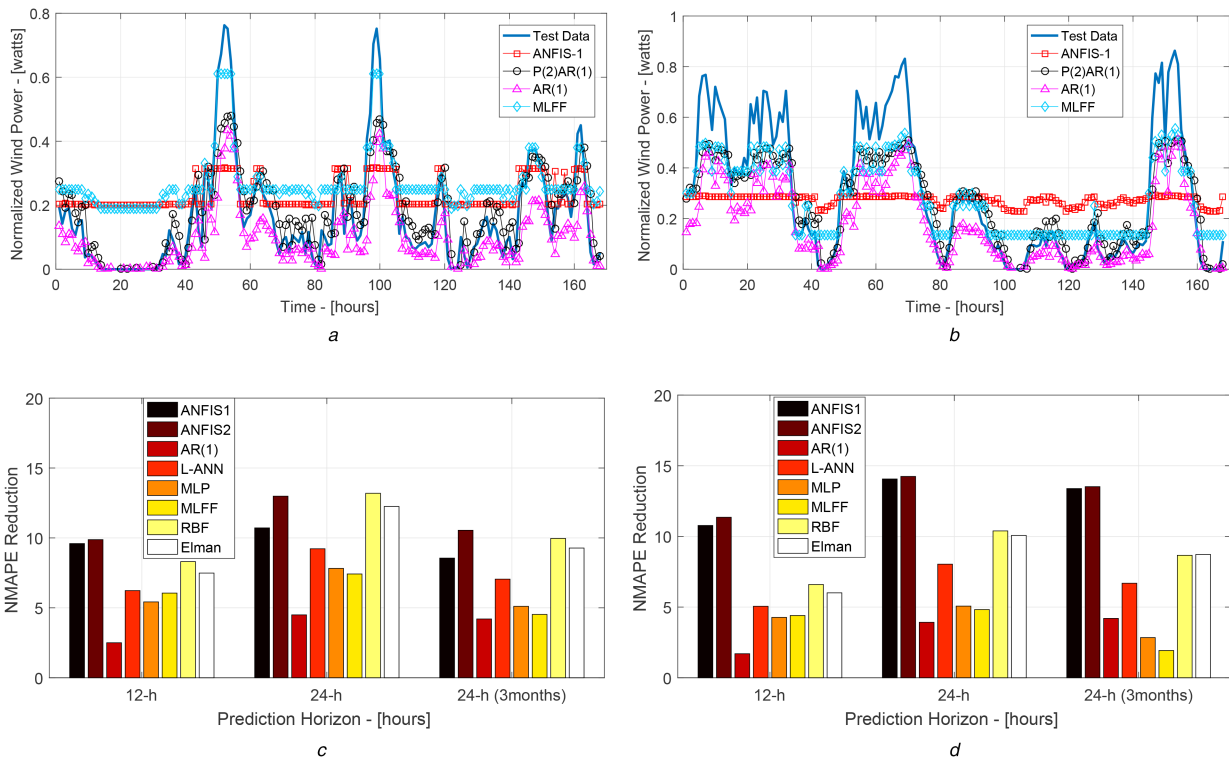 0.8
0.6
0.4
0.2
0
Normalized Wind Power - [watts]
Test Data
ANFIS-1
P(2)AR(1)
AR(1)
MLFF
0 20 40 60 80 100 120 140 160
Time - [hours]
a
1
0.8
0.6
0.4
0.2
0
Normalized Wind Power - [watts]
Test Data
ANFIS-1
P(2)AR(1)
AR(1)
MLFF
0 20 40 60 80 100 120 140 160
Time - [hours]
b
20
15
10
5
0
NMAPE Reduction
ANFIS1
ANFIS2
AR(1)
L-ANN
MLP
MLFF
RBF
Elman
12-h 24-h 24-h (3months)
Prediction Horizon - [hours]
c
20
15
10
5
0
NMAPE Reduction
ANFIS1
ANFIS2
AR(1)
L-ANN
MLP
MLFF
RBF
Elman
12-h 24-h 24-h (3months)
Prediction Horizon - [hours]
d